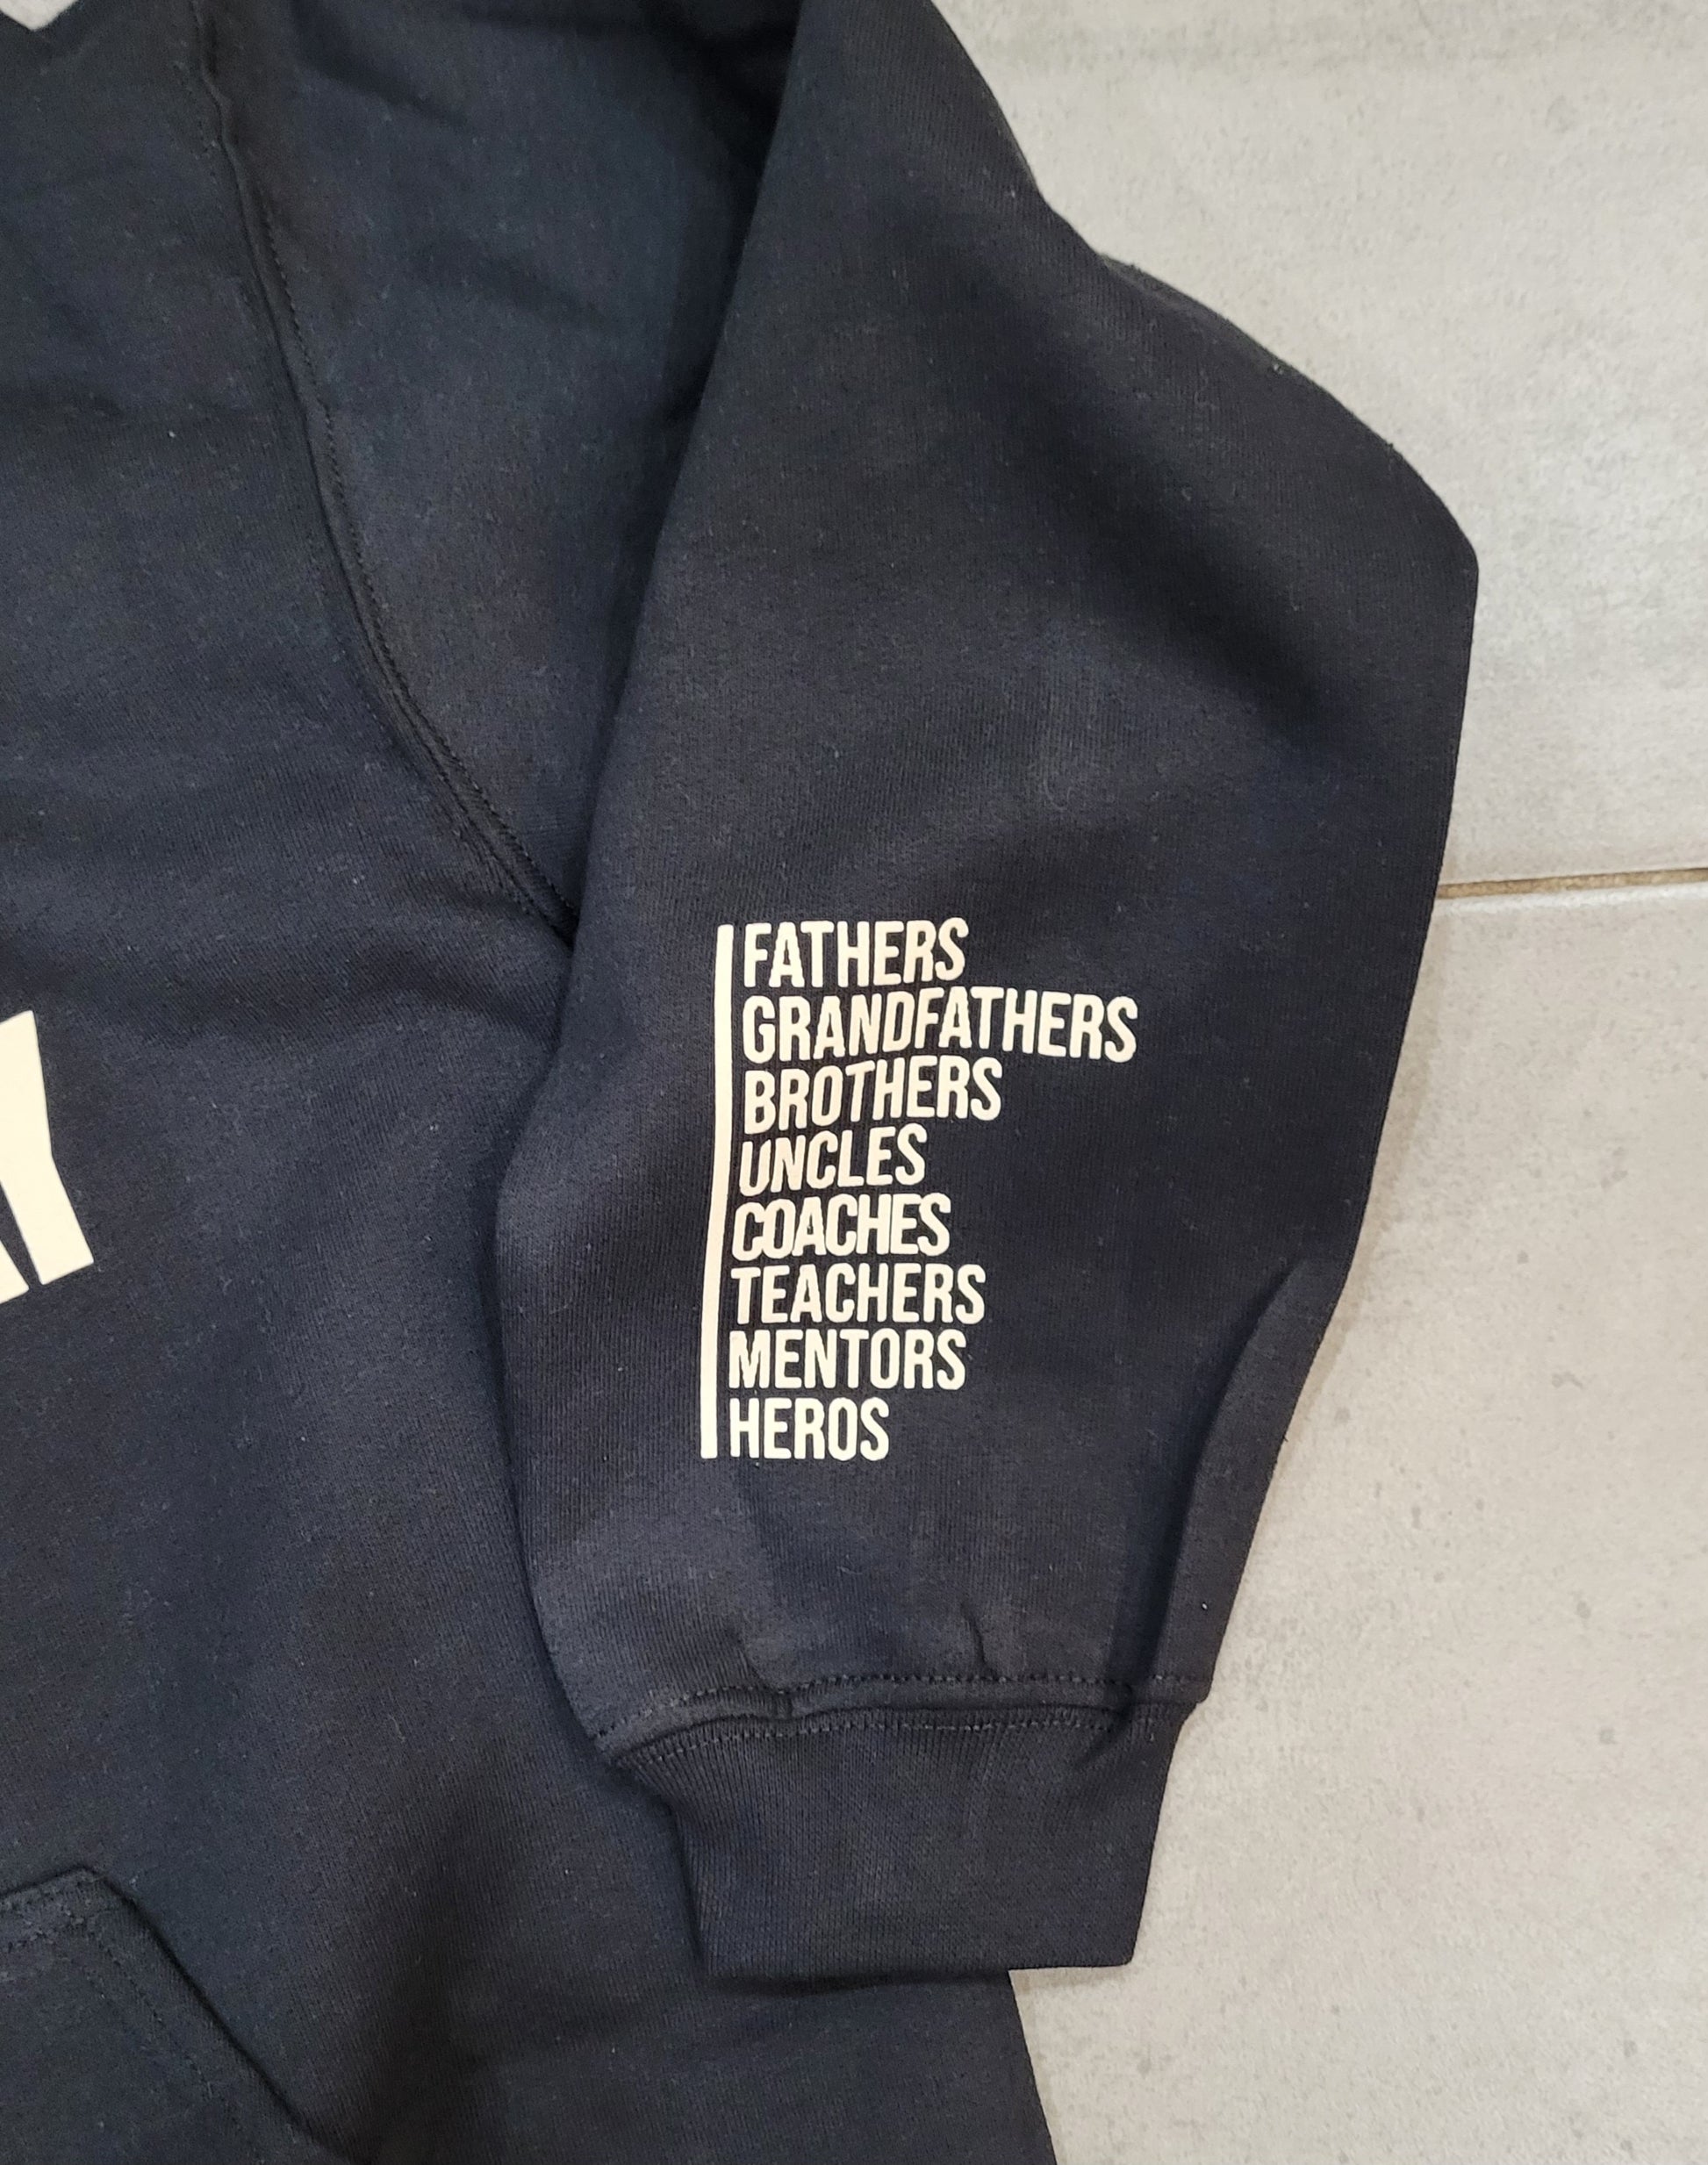 FATHERS
GRANDFATHERS
BROTHERS
UNCLES
COACHES
TEACHERS
MENTORS
HEROS